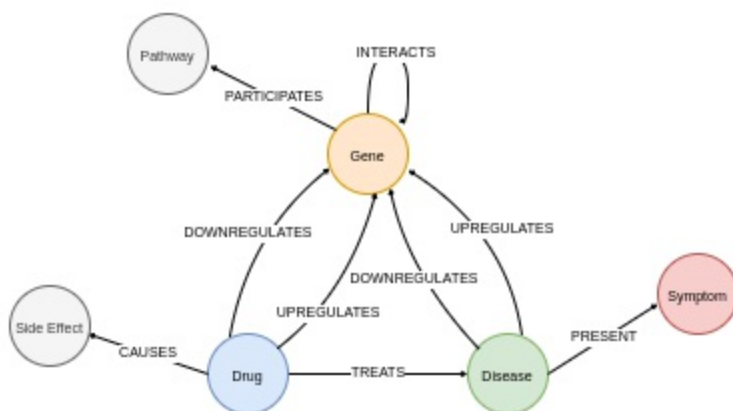 INTERACTS
Pathway
PARTICIPATES
Gene
DOWNREGULATES
UPREGULATES
DOWNREGULATES
UPREGULATES
Symptom
Side Effect
CAUSES
PRESENT
Drug
TREATS
Disease